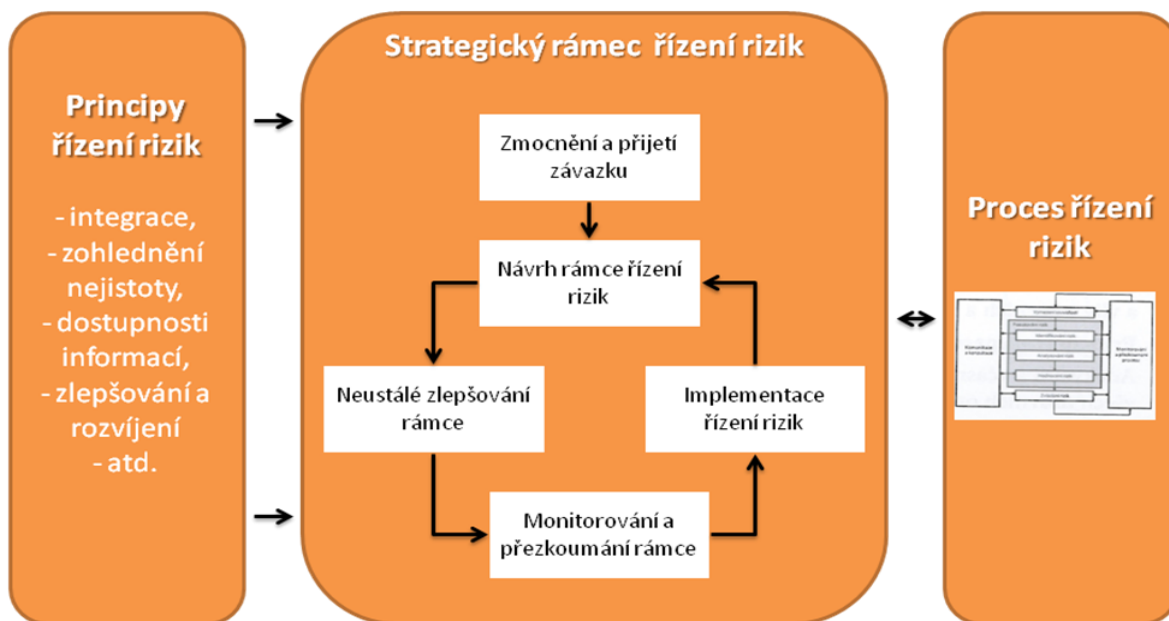 Principy
řízení rizik
- integrace,
- zohlednění
nejistoty,
- dostupnosti
informací,
- zlepšování a
rozvíjení
- atd.
Strategický rámec řízení rizik
Zmocnění a přijetí
závazku
Návrh rámce řízení
rizik
Neustálé zlepšování
rámce
Implementace
řízení rizik
Monitorování a
přezkoumání rámce
Proces řízení
rizik